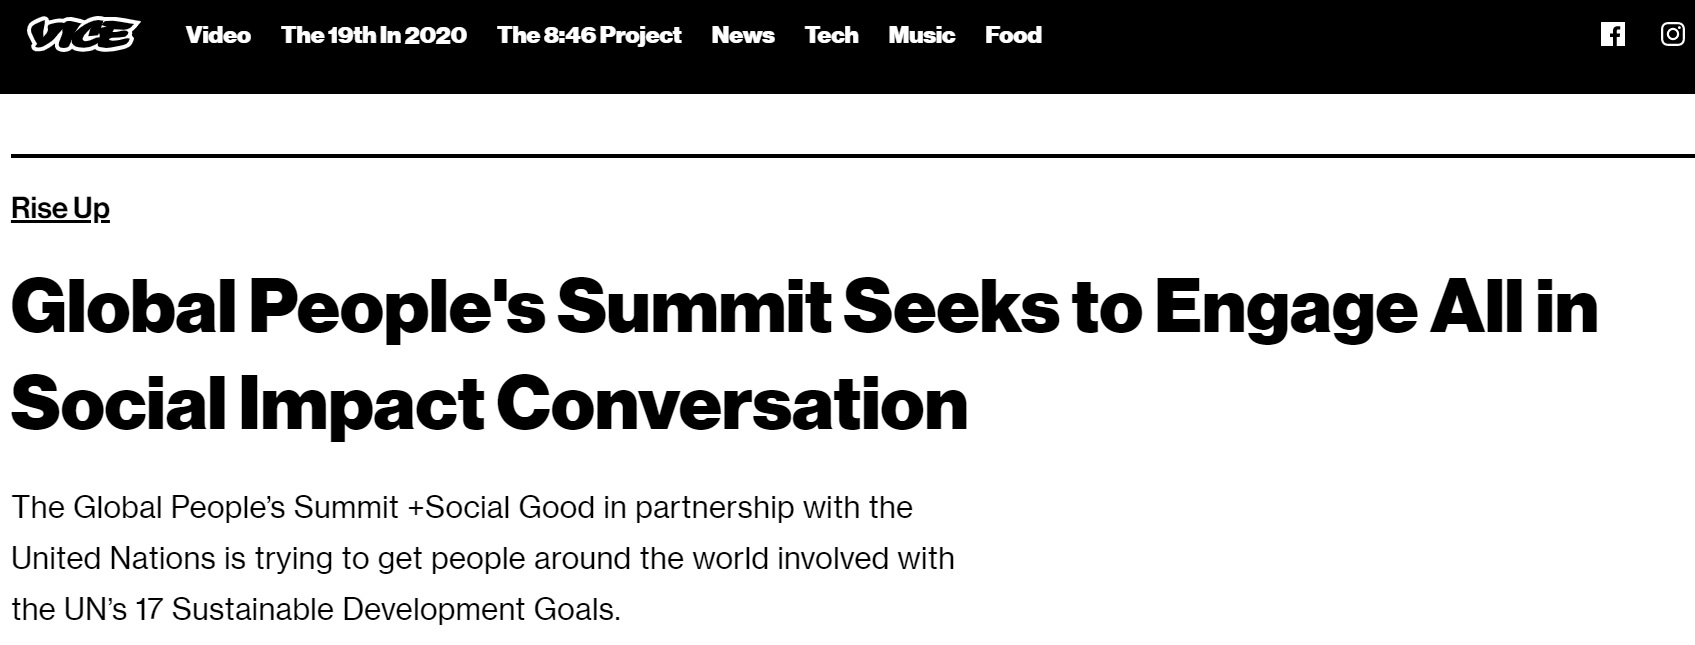 VICE Video The 19th In 2020 The 8:46 Project News Tech Music Food
Rise Up
Global People's Summit Seeks to Engage All in
Social Impact Conversation
The Global People’s Summit +Social Good in partnership with the
United Nations is trying to get people around the world involved with
the UN’s 17 Sustainable Development Goals.